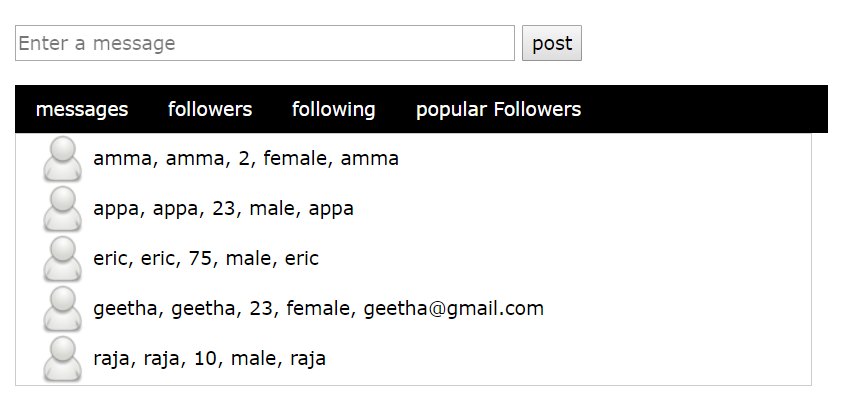 Enter a message post
messages followers following popular Followers
amma, amma, 2, female, amma
appa, appa, 23, male, appa
eric, eric, 75, male, eric
geetha, geetha, 23, female, geetha@gmail.com
raja, raja, 10, male, raja